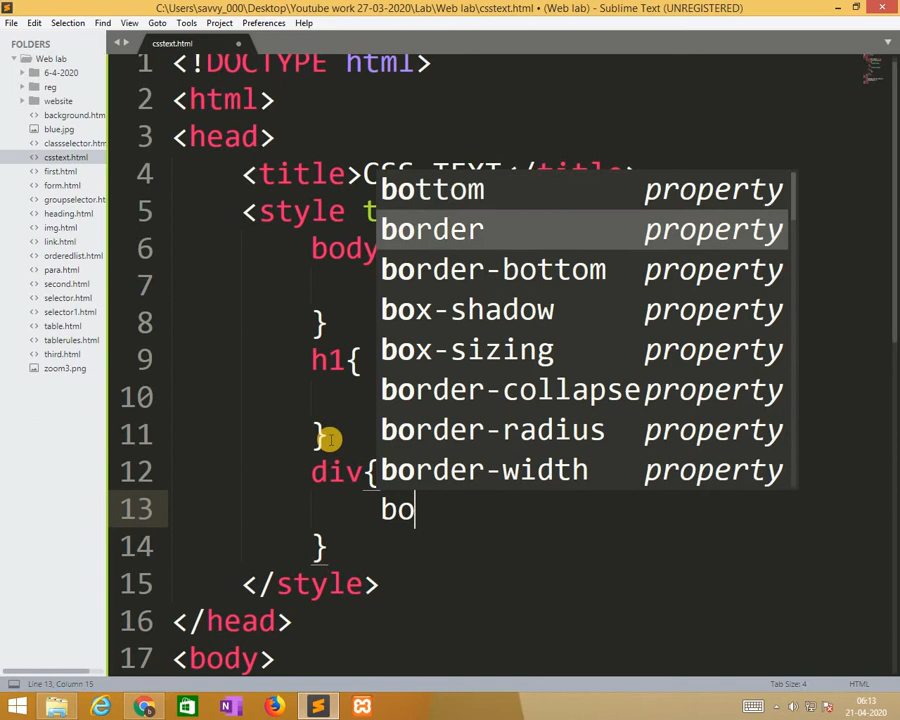 C:\Users\savvy_000\Desktop\Youtube work 27-03-2020\Lab\Web lab\csstext.html • (Web lab) - Sublime Text (UNREGISTERED)
File Edit Selection Find View Goto Tools Project Preferences Help
FOLDERS
Web lab
6-4-2020
reg
website
background.htm
blue.jpg
classselector.htm
csstext.html
first.html
form.html
groupselector.htm
heading.html
img.html
link.html
orderedlist.html
para.html
second.html
selector.html
selector1.html
table.html
tablerules.html
third.html
zoom3.png
csstext.html
1 <!DOCTYPE html>
2 <html>
3 <head>
4 <title>CSS TEXT</title>
5 <style t
6 body
7
8 }
9 h1{
10
11 }
12 div{
13 bo
14 }
15 </style>
16 </head>
17 <body>
bottom property
border property
border-bottom property
box-shadow property
box-sizing property
border-collapse property
border-radius property
border-width property
Line 13, Column 15
Tab Size: 4
HTML
06:13
21-04-2020